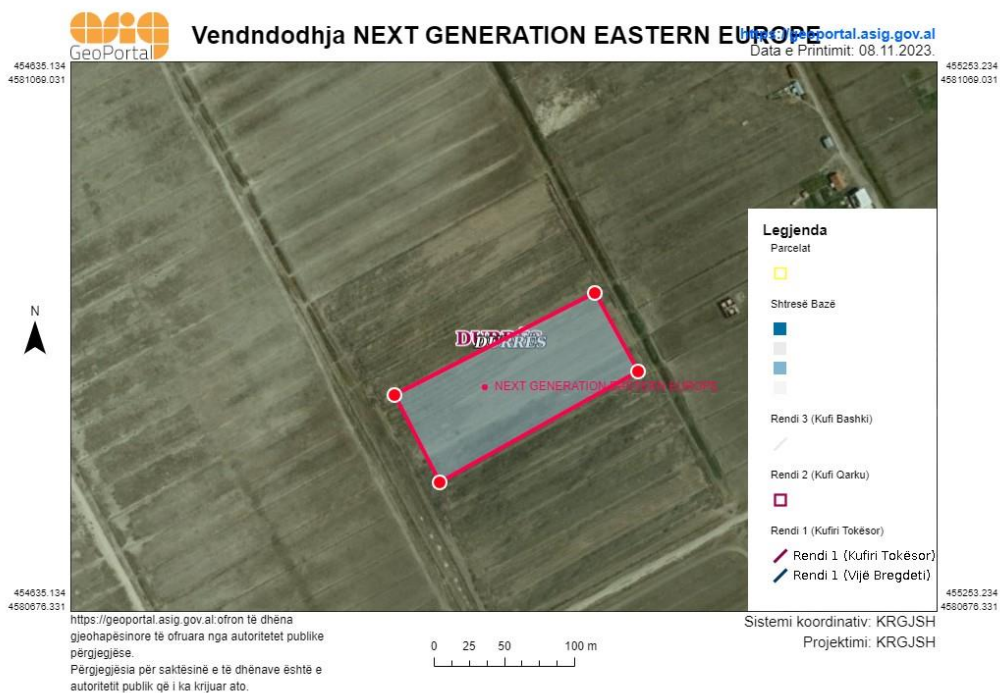 asig
GeoPortal
Vendndodhja NEXT GENERATION EASTERN EUROPE
https://geoportal.asig.gov.al
Data e Printimit: 08.11.2023.
454635.134
4581069.031
455253.234
4581069.031
N
DURRËS
NEXT GENERATION EASTERN EUROPE
Legjenda
Parcelat
Shtresë Bazë
Rendi 3 (Kufi Bashki)
Rendi 2 (Kufi Qarku)
Rendi 1 (Kufiri Tokësor)
Rendi 1 (Kufiri Tokësor)
Rendi 1 (Vijë Bregdeti)
454635.134
4580676.331
455253.234
4580676.331
https://geoportal.asig.gov.al:ofron të dhëna
gjeohapësinore të ofruara nga autoritetet publike
përgjegjëse.
Përgjegjësia për saktësinë e të dhënave është e
autoritetit publik që i ka krijuar ato.
0 25 50 100 m
Sistemi koordinativ: KRGJSH
Projektimi: KRGJSH